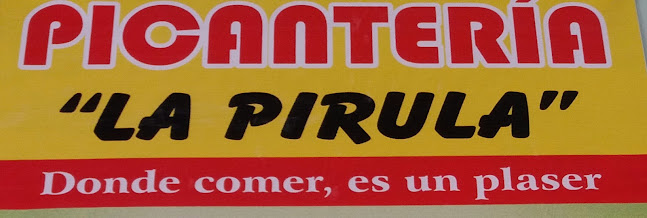 PICANTERÍA
“LA PIRULA”
Donde comer, es un plaser